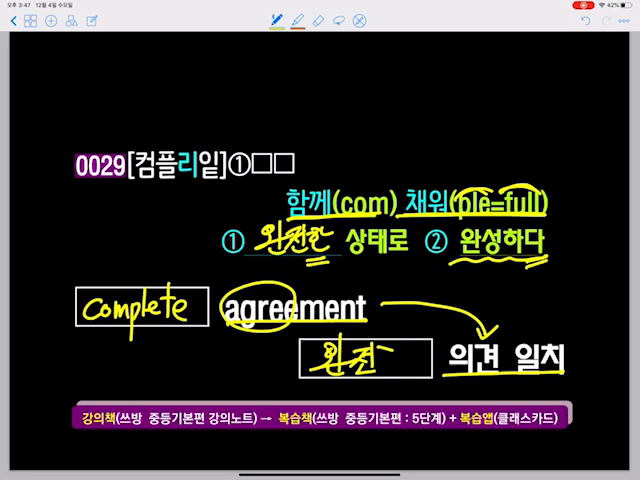 오후 3:47 12월 4일 수요일
42%
0029[컴플리잍]①□□
함께(com) 채워(ple=full)
① 완전한 상태로 ② 완성하다
complete agreement
완전 의견 일치
강의책(쓰방 중등기본편 강의노트) → 복습책(쓰방 중등기본편 : 5단계) + 복습앱(클래스카드)